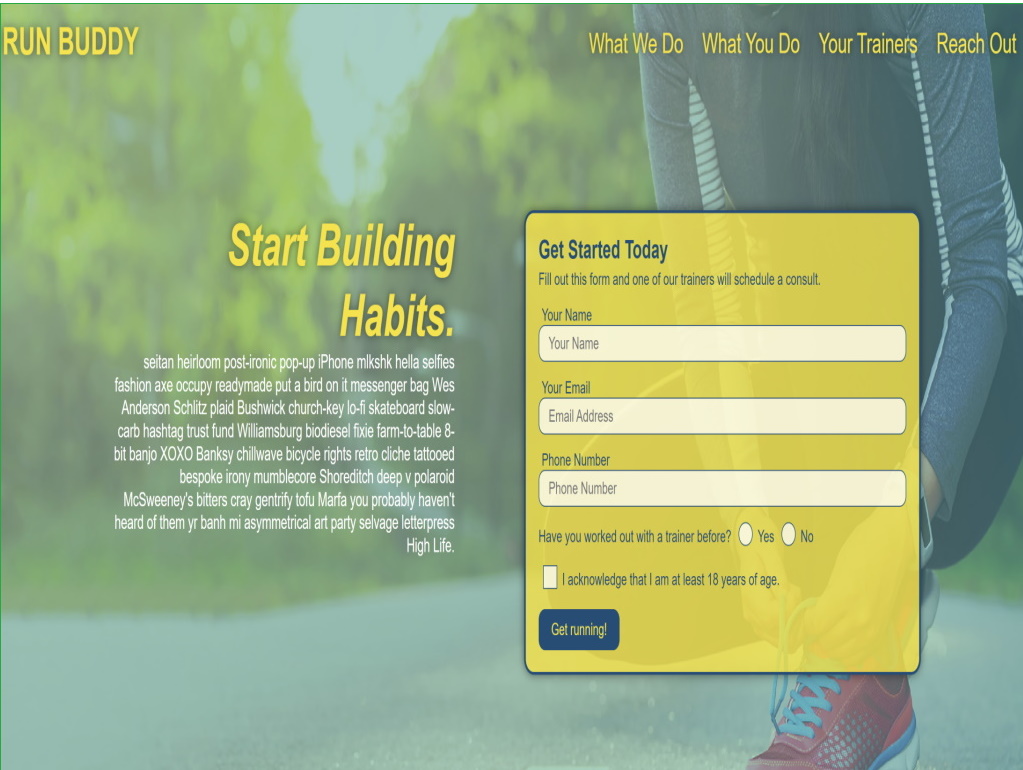 RUN BUDDY
What We Do What You Do Your Trainers Reach Out
Start Building
Habits.
seitan heirloom post-ironic pop-up iPhone mlkshk hella selfies
fashion axe occupy readymade put a bird on it messenger bag Wes
Anderson Schlitz plaid Bushwick church-key lo-fi skateboard slow-
carb hashtag trust fund Williamsburg biodiesel fixie farm-to-table 8-
bit banjo XOXO Banksy chillwave bicycle rights retro cliche tattooed
bespoke irony mumblecore Shoreditch deep v polaroid
McSweeney's bitters cray gentrify tofu Marfa you probably haven't
heard of them yr banh mi asymmetrical art party selvage letterpress
High Life.
Get Started Today
Fill out this form and one of our trainers will schedule a consult.
Your Name
Your Name
Your Email
Email Address
Phone Number
Phone Number
Have you worked out with a trainer before? Yes No
I acknowledge that I am at least 18 years of age.
Get running!